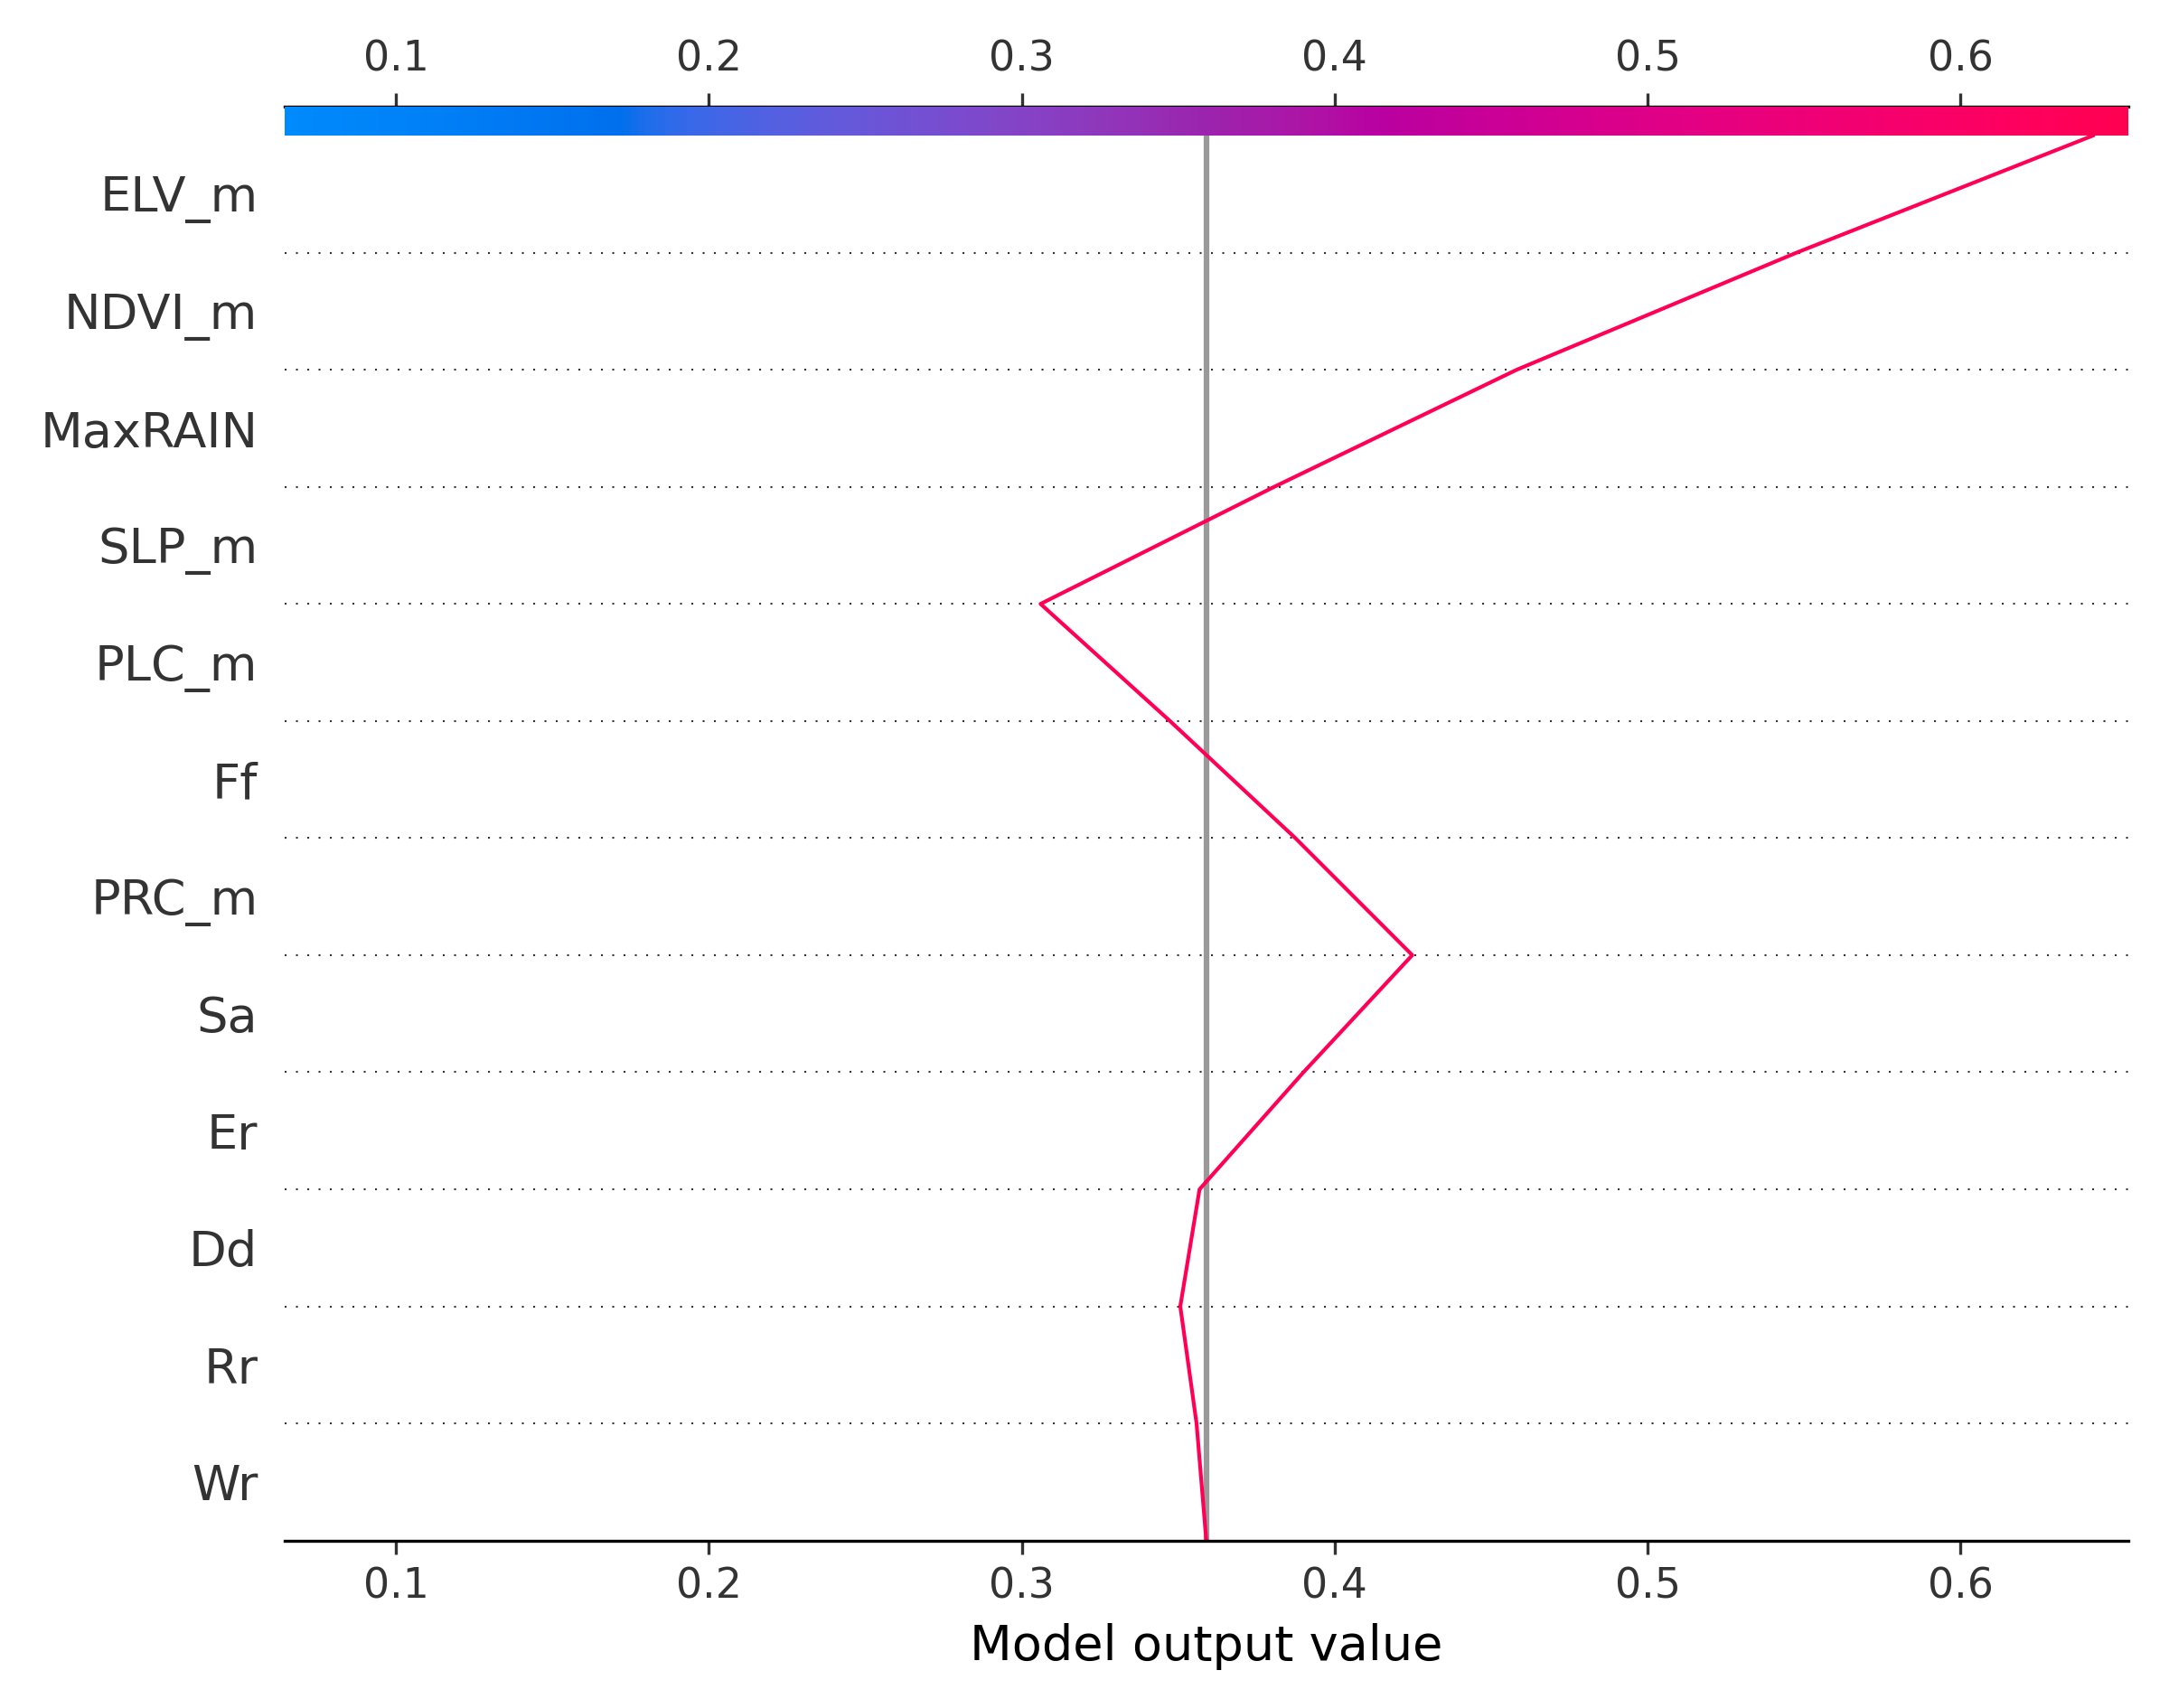 0.1 0.2 0.3 0.4 0.5 0.6
ELV_m
NDVI_m
MaxRAIN
SLP_m
PLC_m
Ff
PRC_m
Sa
Er
Dd
Rr
Wr
0.1 0.2 0.3 0.4 0.5 0.6
Model output value